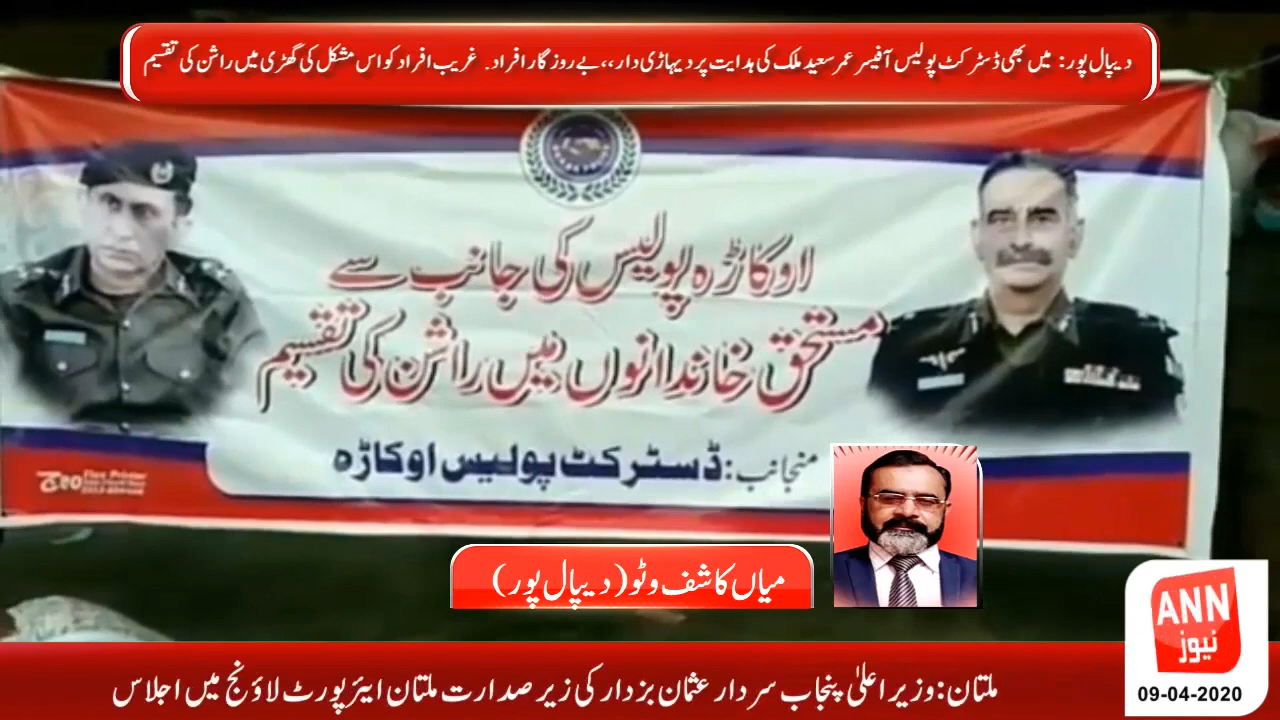 دیپال پور: میں بھی ڈسٹرکٹ پولیس آفیسر عمر سعید ملک کی ہدایت پر دیہاڑی دار،، بے روزگار افراد. غریب افراد کو اس مشکل کی گھڑی میں راشن کی تقسیم
اوکاڑہ پولیس کی جانب سے
مستحق خاندانوں میں راشن کی تقسیم
منجانب: ڈسٹرکٹ پولیس اوکاڑہ
میاں کاشف وٹو (دیپال پور)
ANN
نیوز
09-04-2020
ملتان: وزیر اعلیٰ پنجاب سردار عثمان بزدار کی زیر صدارت ملتان ایئرپورٹ لاؤنج میں اجلاس